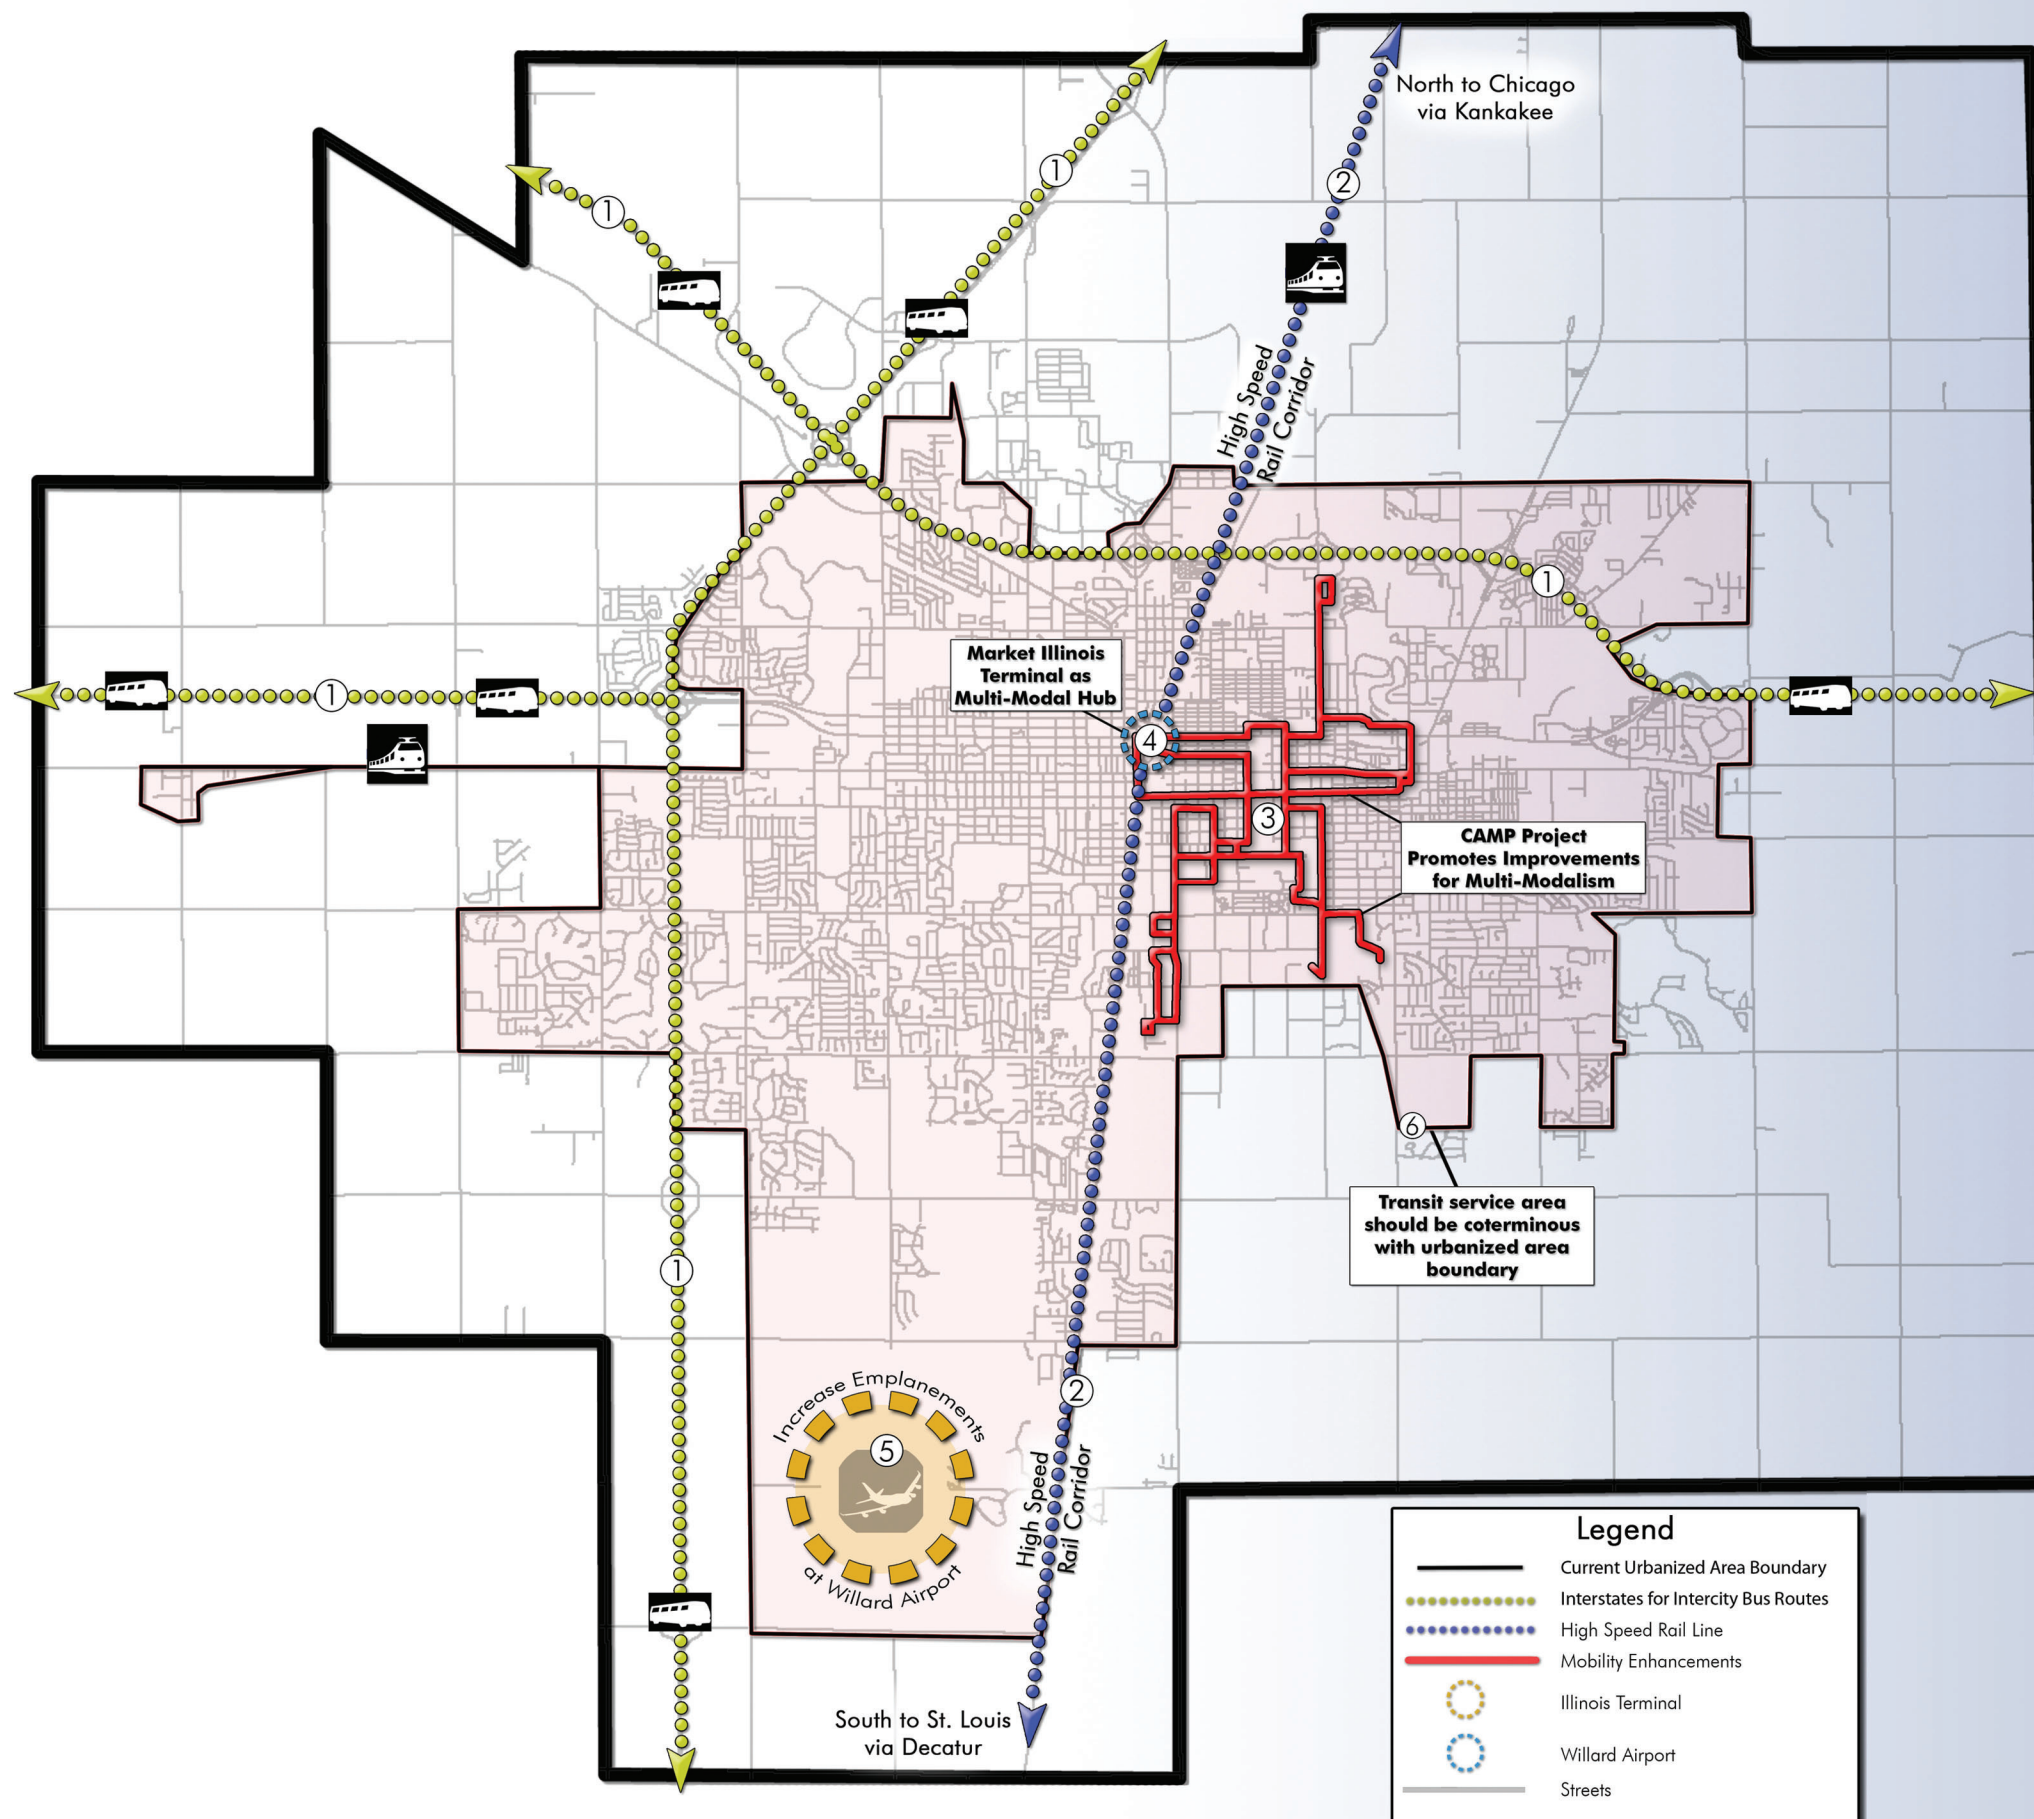 North to Chicago
via Kankakee
1
1
2
1
High Speed
Rail Corridor
1
Market Illinois
Terminal as
Multi-Modal Hub
1
4
3
CAMP Project
Promotes Improvements
for Multi-Modalism
6
Transit service area
should be coterminous
with urbanized area
boundary
1
2
Increase Emplanements
5
at Willard Airport
High Speed
Rail Corridor
South to St. Louis
via Decatur
Legend
Current Urbanized Area Boundary
Interstates for Intercity Bus Routes
High Speed Rail Line
Mobility Enhancements
Illinois Terminal
Willard Airport
Streets